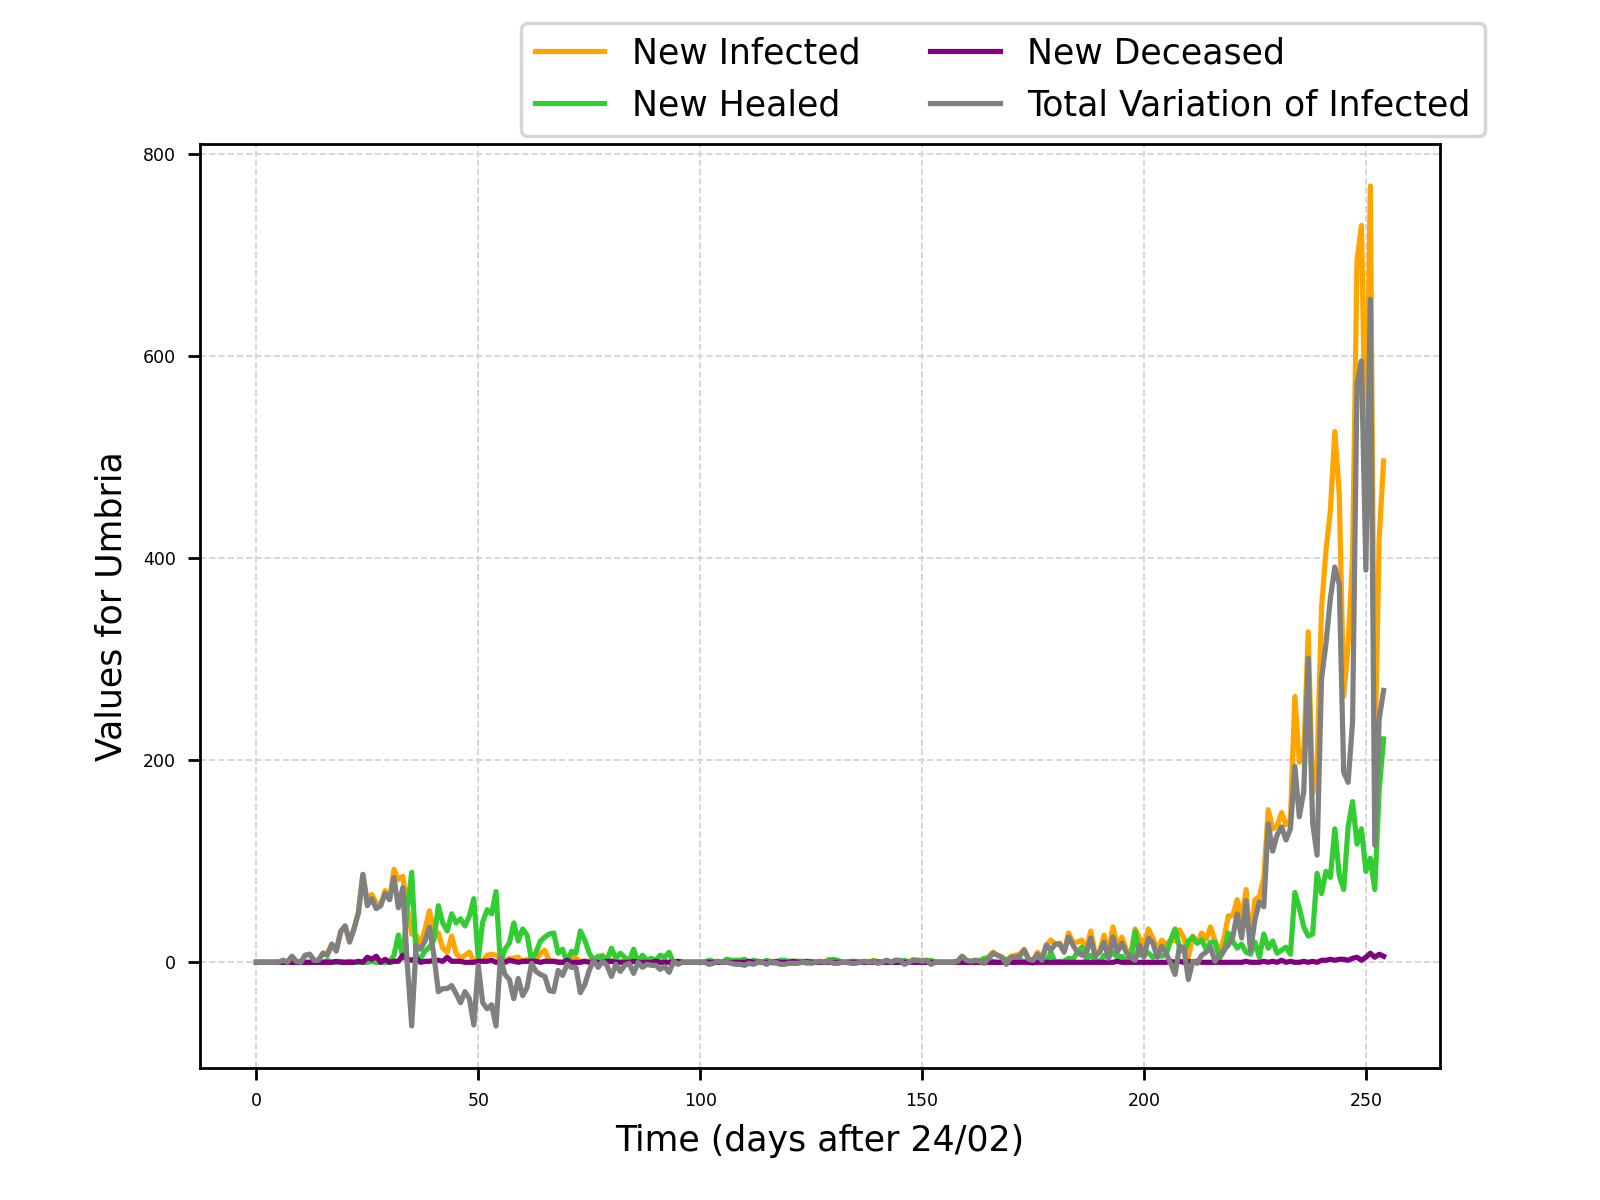 New Infected
New Healed
New Deceased
Total Variation of Infected
800
600
400
200
0
Values for Umbria
0 50 100 150 200 250
Time (days after 24/02)